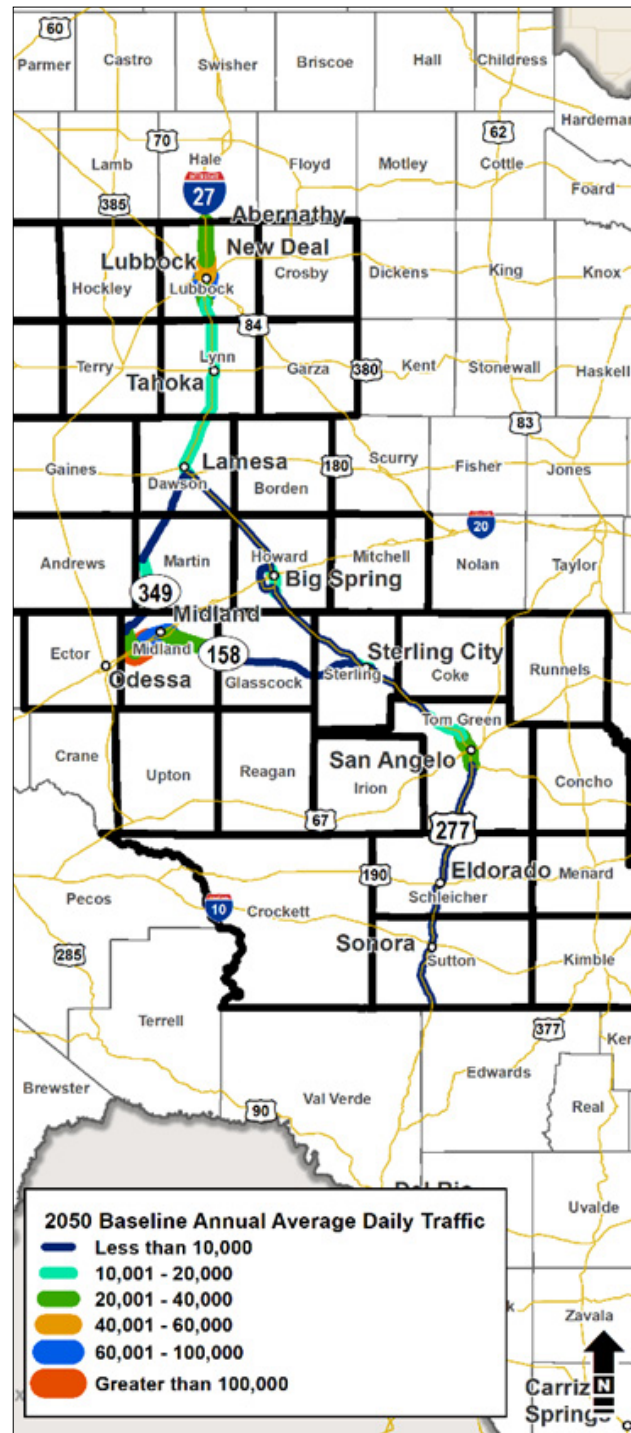 60
Parmer
Castro
Swisher
Briscoe
Hall
Childress
Hardeman
70
62
Lamb
Hale
Floyd
Motley
Cottle
Foard
385
INTERSTATE
27
Abernathy
New Deal
Lubbock
Hockley
Lubbock
Crosby
Dickens
King
Knox
84
Terry
Lynn
Garza
380
Kent
Stonewall
Haskell
Tahoka
83
Gaines
Lamesa
Dawson
Borden
180
Scurry
Fisher
Jones
20
Andrews
Martin
Howard
Mitchell
Nolan
Taylor
349
Big Spring
Midland
Ector
Midland
158
Sterling City
Odessa
Glasscock
Sterling
Coke
Runnels
Tom Green
Crane
Upton
Reagan
San Angelo
Irion
Concho
67
277
Pecos
190
Eldorado
Menard
Schleicher
10
Crockett
Sonora
285
Sutton
Kimble
Terrell
377
Ker
Edwards
Brewster
90
Val Verde
Real
Uvalde
2050 Baseline Annual Average Daily Traffic
Less than 10,000
10,001 - 20,000
20,001 - 40,000
40,001 - 60,000
60,001 - 100,000
Greater than 100,000
Zavala
N
Carriz
Springs